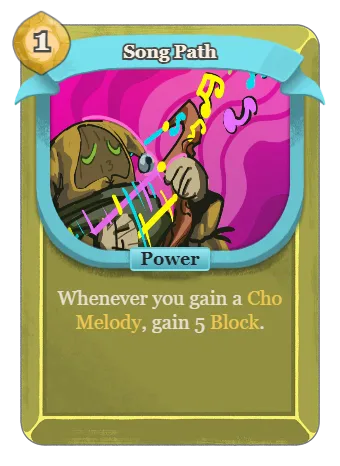 1
Song Path
Power
Whenever you gain a Cho
Melody, gain 5 Block.